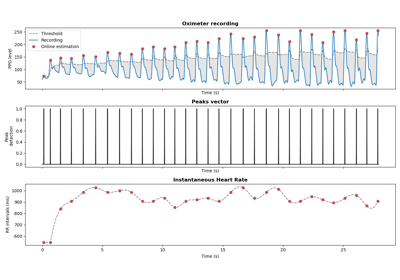 Oximeter recording
Threshold
Recording
Online estimation
PPG level
250
200
150
100
50
Time (s)
Peaks vector
Peak
detection
1.0
0.8
0.6
0.4
0.2
0.0
Time (s)
Instantaneous Heart Rate
RR intervals (ms)
1000
900
800
700
600
0
5
10
15
20
25
Time (s)